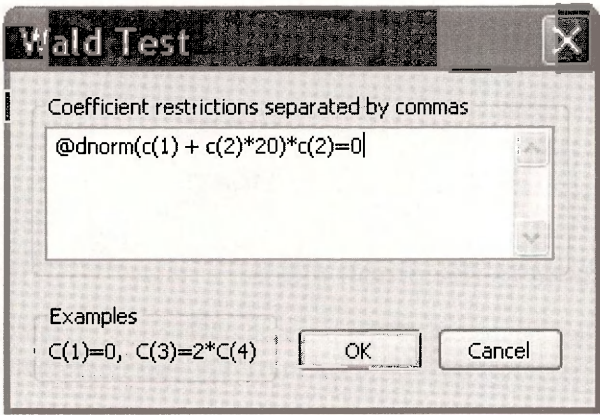 Wald Test
Coefficient restrictions separated by commas
@dnorm(c(1) + c(2)*20)*c(2)=0
Examples
C(1)=0, C(3)=2*C(4)
OK
Cancel